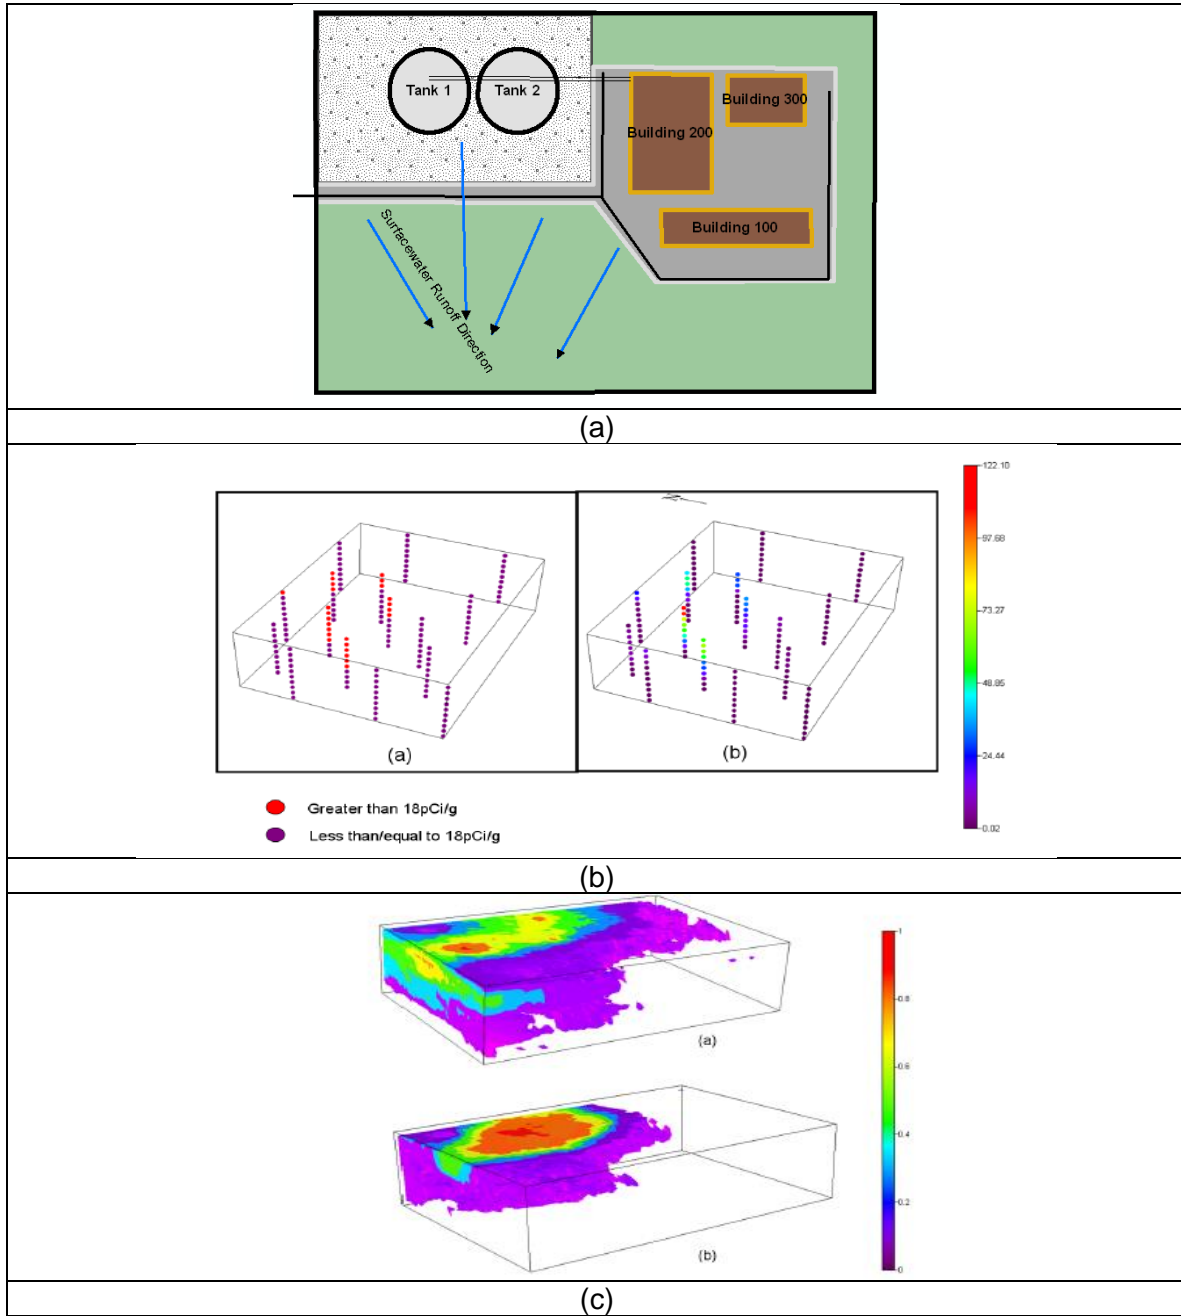 Tank 1
Tank 2
Building 200
Building 300
Building 100
Surfacewater Runoff Direction
(a)
N
122.10
97.68
73.27
48.85
24.44
0.02
(a)
(b)
Greater than 18pCi/g
Less than/equal to 18pCi/g
(b)
1
0.8
0.6
0.4
0.2
0
(a)
(b)
(c)